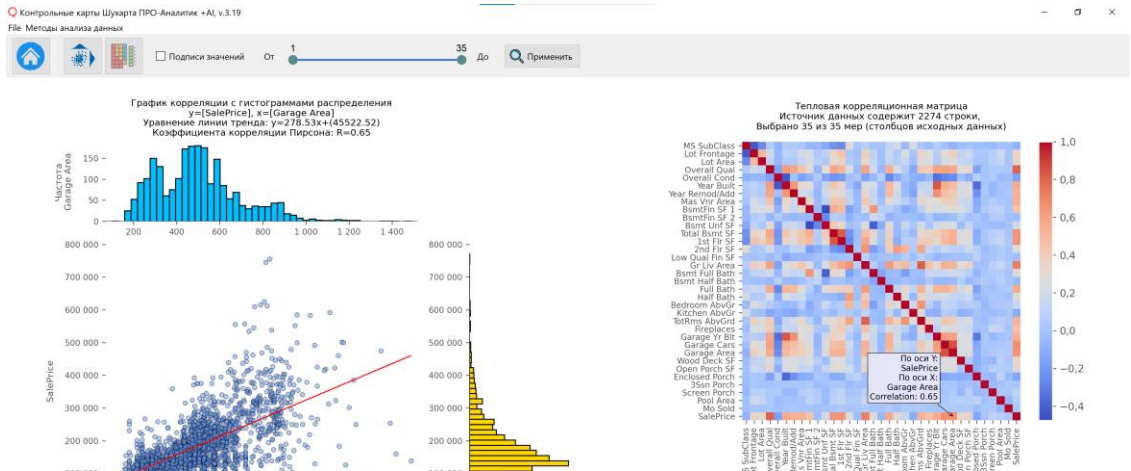 Контрольные карты Шухарта ПРО-Аналитик +AI, v.3.19
File Методы анализа данных
Подписи значений
От
1
35
До
Применить
График корреляции с гистограммами распределения
y=[SalePrice], x=[Garage Area]
Уравнение линии тренда: y=278.53x+(45522.52)
Коэффициента корреляции Пирсона: R=0.65
Частота
Garage Area
150
100
50
0
200 400 600 800 1 000 1 200 1 400
800 000
700 000
600 000
500 000
400 000
300 000
200 000
SalePrice
800 000
700 000
600 000
500 000
400 000
300 000
200 000
Тепловая корреляционная матрица
Источник данных содержит 2274 строки,
Выбрано 35 из 35 мер (столбцов исходных данных)
MS SubClass
Lot Frontage
Lot Area
Overall Qual
Overall Cond
Year Built
Year Remod/Add
Mas Vnr Area
BsmtFin SF 1
BsmtFin SF 2
Bsmt Unf SF
Total Bsmt SF
1st Flr SF
2nd Flr SF
Low Qual Fin SF
Gr Liv Area
Bsmt Full Bath
Bsmt Half Bath
Full Bath
Half Bath
Bedroom AbvGr
Kitchen AbvGr
TotRms AbvGrd
Fireplaces
Garage Yr Blt
Garage Cars
Garage Area
Wood Deck SF
Open Porch SF
Enclosed Porch
3Ssn Porch
Screen Porch
Pool Area
Mo Sold
SalePrice
По оси Y:
SalePrice
По оси X:
Garage Area
Correlation: 0.65
1,0
0,8
0,6
0,4
0,2
0,0
−0,2
−0,4